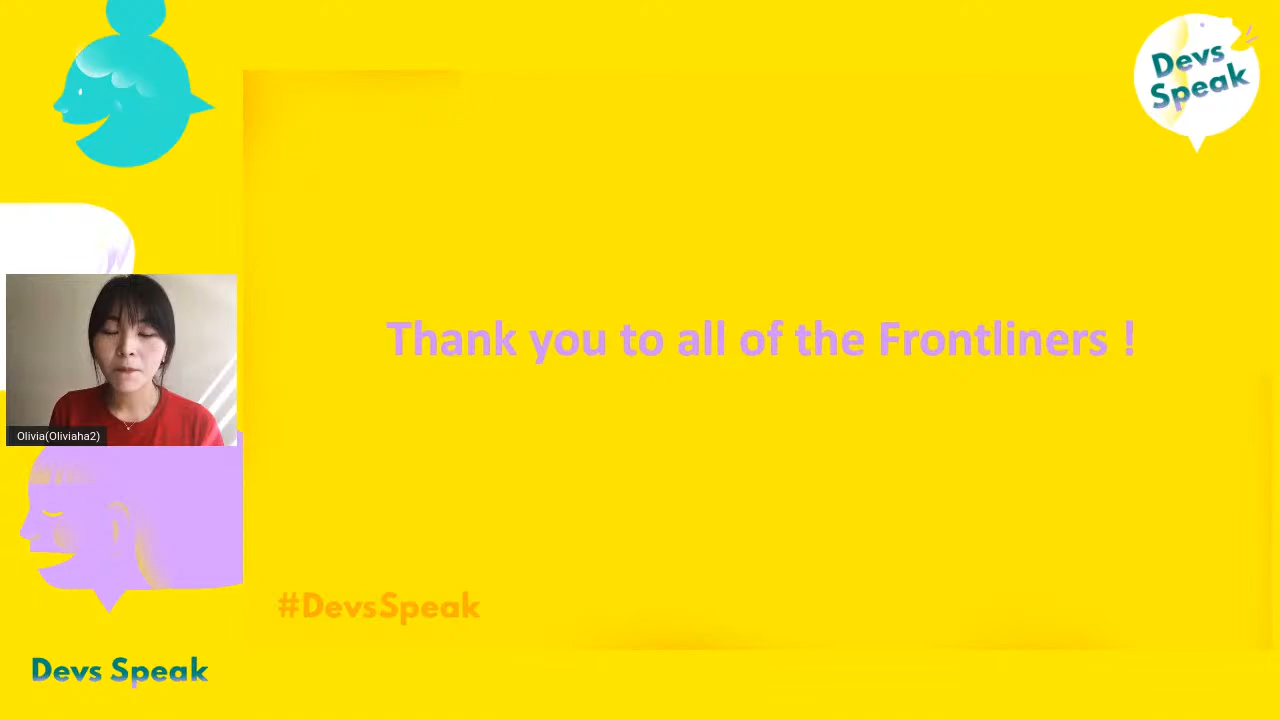 Devs
Speak
Thank you to all of the Frontliners !
Olivia(Oliviaha2)
#DevsSpeak
Devs Speak